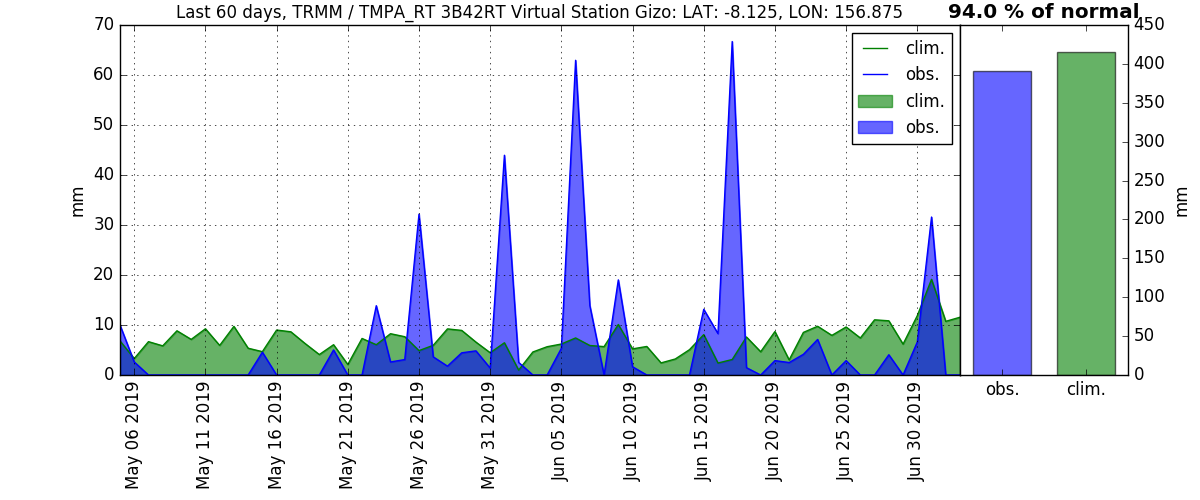 Last 60 days, TRMM / TMPA_RT 3B42RT Virtual Station Gizo: LAT: -8.125, LON: 156.875
94.0 % of normal
70
60
50
40
30
20
10
0
mm
clim.
obs.
clim.
obs.
450
400
350
300
250
200
150
100
50
0
mm
May 06 2019
May 11 2019
May 16 2019
May 21 2019
May 26 2019
May 31 2019
Jun 05 2019
Jun 10 2019
Jun 15 2019
Jun 20 2019
Jun 25 2019
Jun 30 2019
obs.
clim.